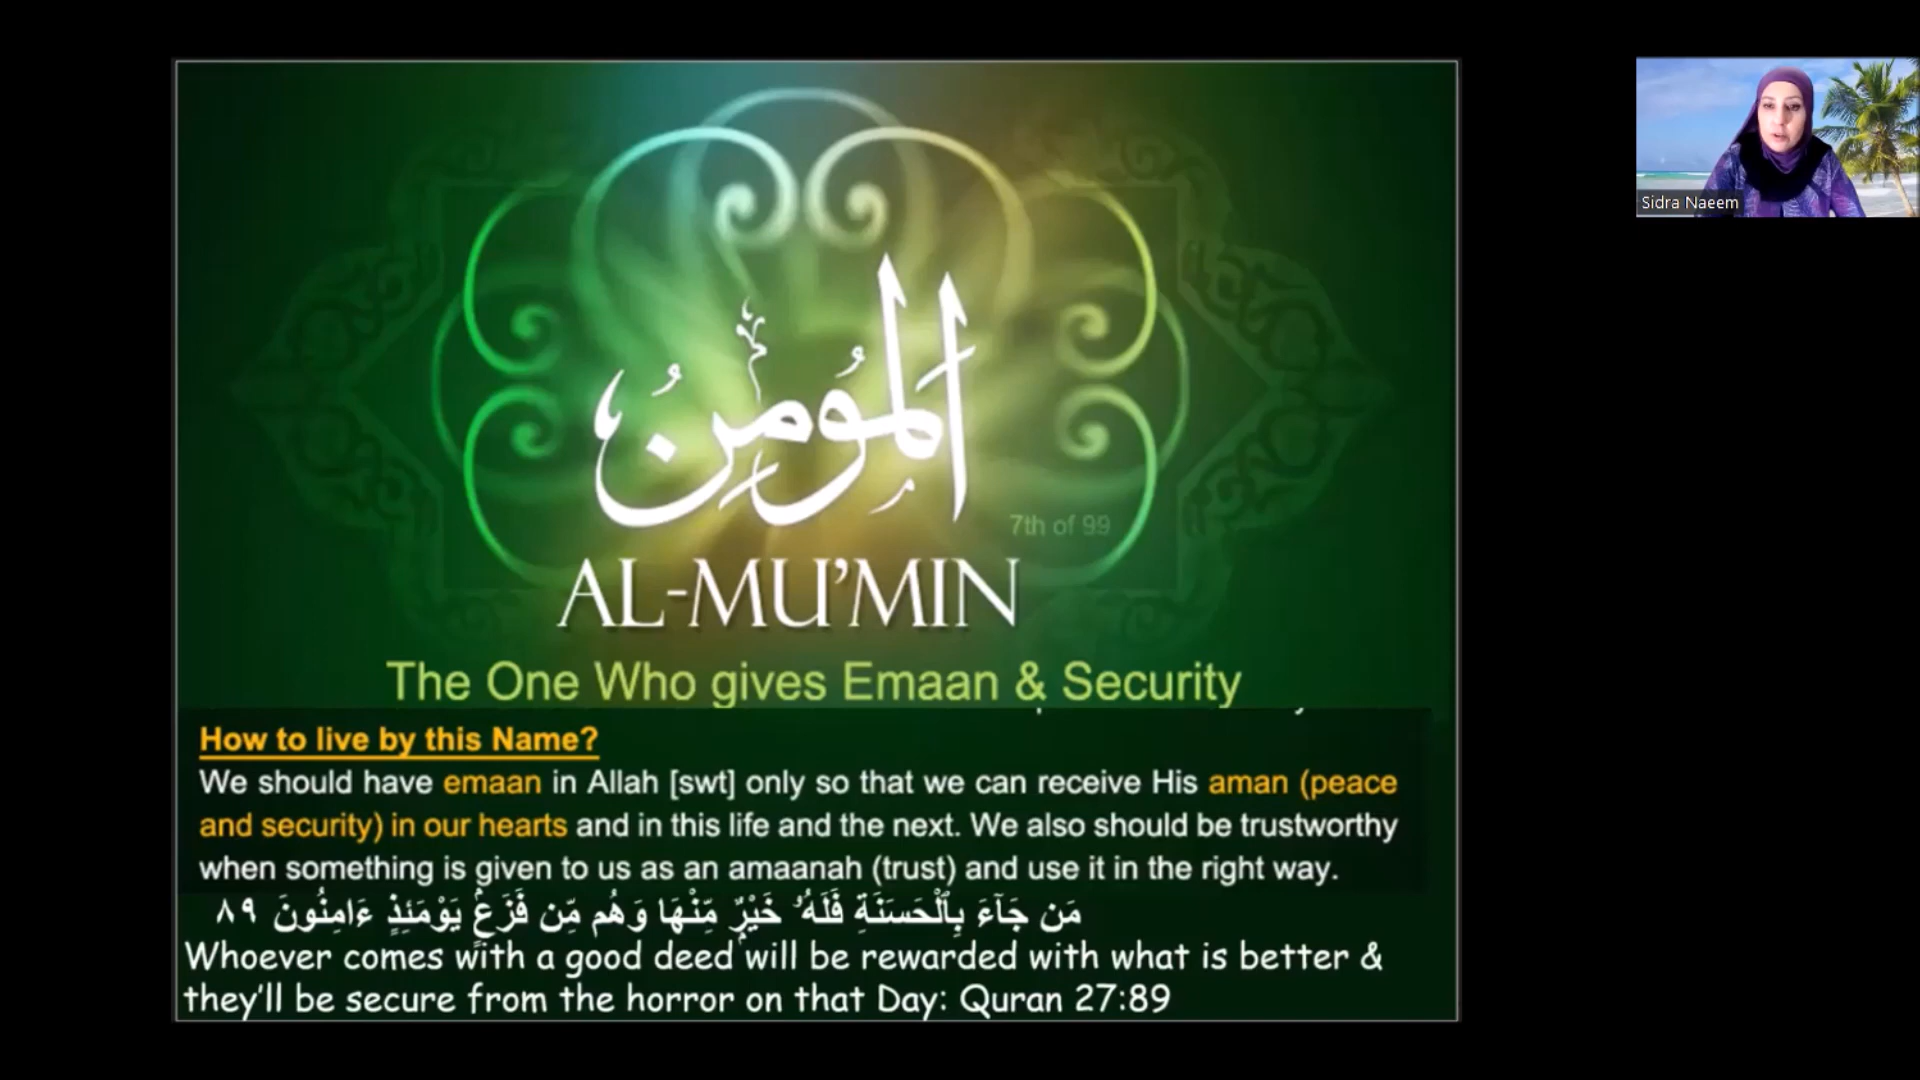 الْمُؤْمِنُ
7th of 99
AL-MU’MIN
The One Who gives Emaan & Security
How to live by this Name?
We should have emaan in Allah [swt] only so that we can receive His aman (peace
and security) in our hearts and in this life and the next. We also should be trustworthy
when something is given to us as an amaanah (trust) and use it in the right way.
مَن جَآءَ بِٱلْحَسَنَةِ فَلَهُۥ خَيْرٌۭ مِّنْهَا وَهُم مِّن فَزَعٍۢ يَوْمَئِذٍ ءَامِنُونَ ٨٩
Whoever comes with a good deed will be rewarded with what is better &
they’ll be secure from the horror on that Day: Quran 27:89
Sidra Naeem